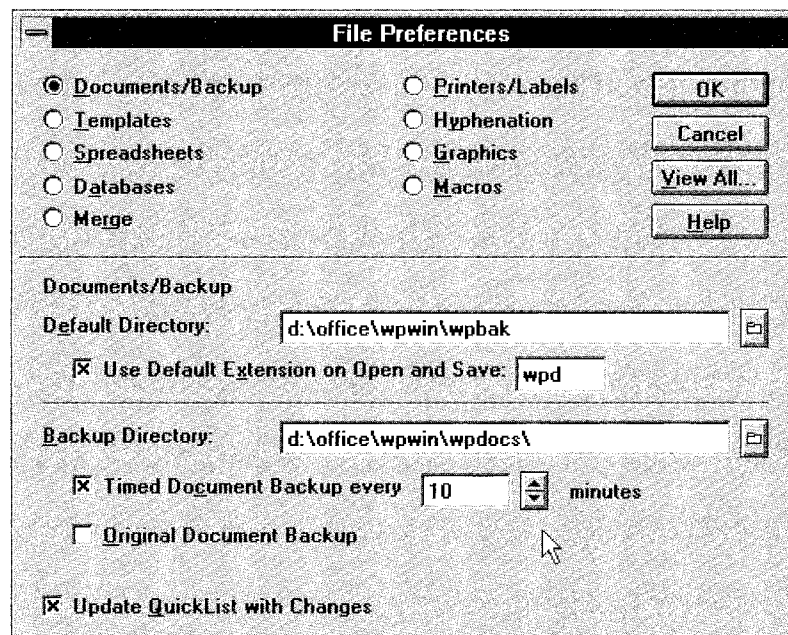 File Preferences
Documents/Backup
Printers/Labels
OK
Templates
Hyphenation
Cancel
Spreadsheets
Graphics
Databases
Macros
View All...
Merge
Help
Documents/Backup
Default Directory: d:\office\wpwin\wpbak
Use Default Extension on Open and Save: wpd
Backup Directory: d:\office\wpwin\wpdocs\
Timed Document Backup every 10 minutes
Original Document Backup
Update QuickList with Changes